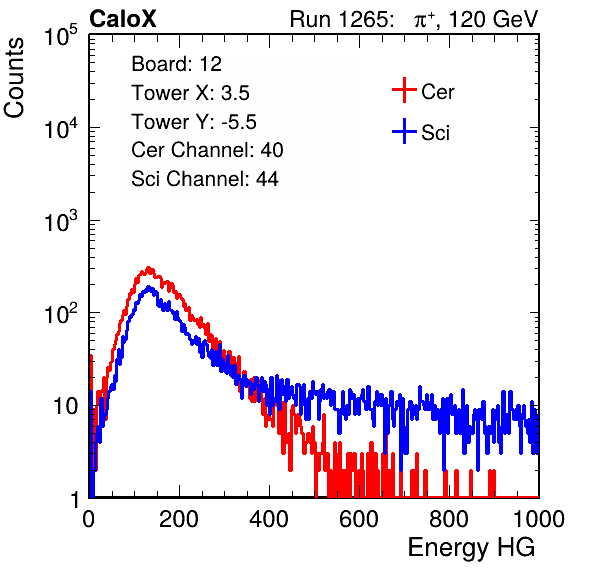 CaloX Run 1265: π⁺, 120 GeV
Counts
10⁵
10⁴
10³
10²
10
1
Board: 12
Tower X: 3.5
Tower Y: -5.5
Cer Channel: 40
Sci Channel: 44
Cer
Sci
0 200 400 600 800 1000
Energy HG